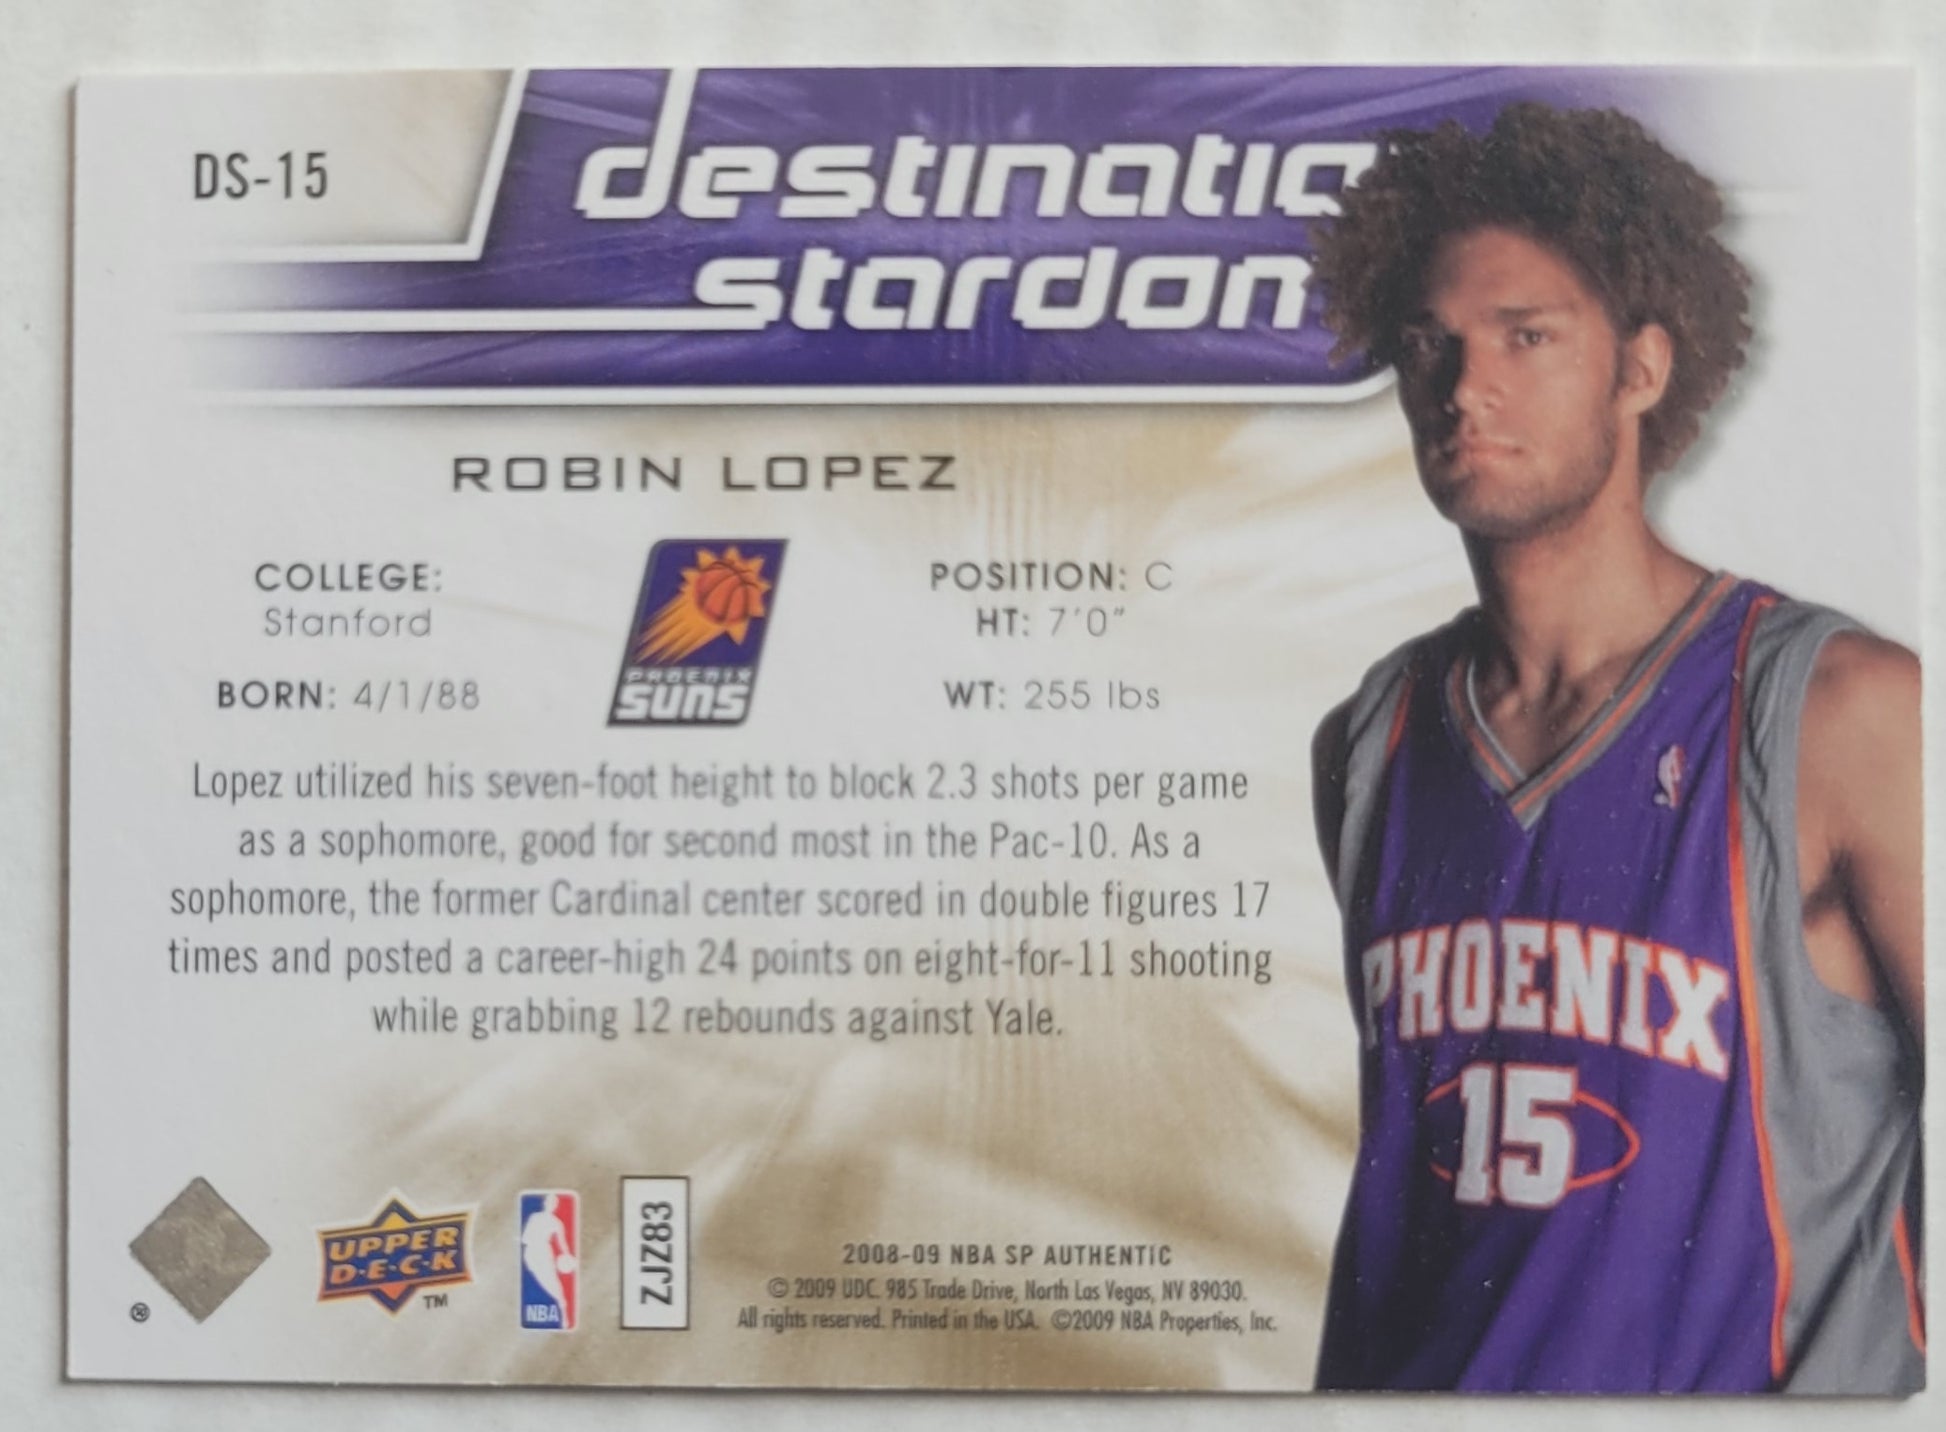 DS-15
destinatio
stardom
ROBIN LOPEZ
COLLEGE:
Stanford
BORN: 4/1/88
PHOENIX
SUNS
POSITION: C
HT: 7'0"
WT: 255 lbs
Lopez utilized his seven-foot height to block 2.3 shots per game
as a sophomore, good for second most in the Pac-10. As a
sophomore, the former Cardinal center scored in double figures 17
times and posted a career-high 24 points on eight-for-11 shooting
while grabbing 12 rebounds against Yale.
PHOENIX
15
®
UPPER
D·E·C·K
TM
NBA
ZJZ83
2008-09 NBA SP AUTHENTIC
© 2009 UDC. 985 Trade Drive, North Las Vegas, NV 89030.
All rights reserved. Printed in the USA. ©2009 NBA Properties, Inc.